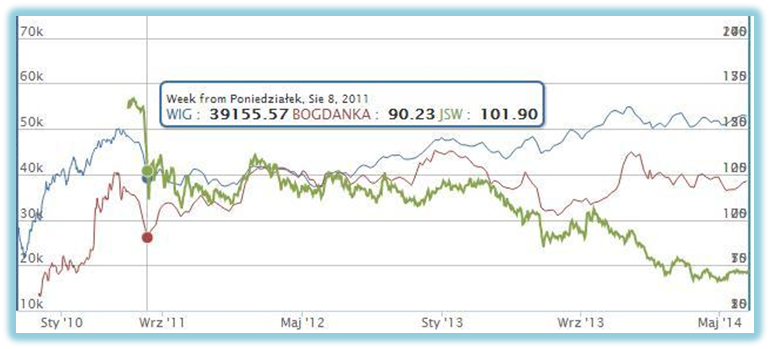 70k
60k
50k
40k
30k
20k
10k
Week from Poniedziałek, Sie 8, 2011
WIG : 39155.57 BOGDANKA : 90.23 JSW : 101.90
Sty '10 Wrz '11 Maj '12 Sty '13 Wrz '13 Maj '14